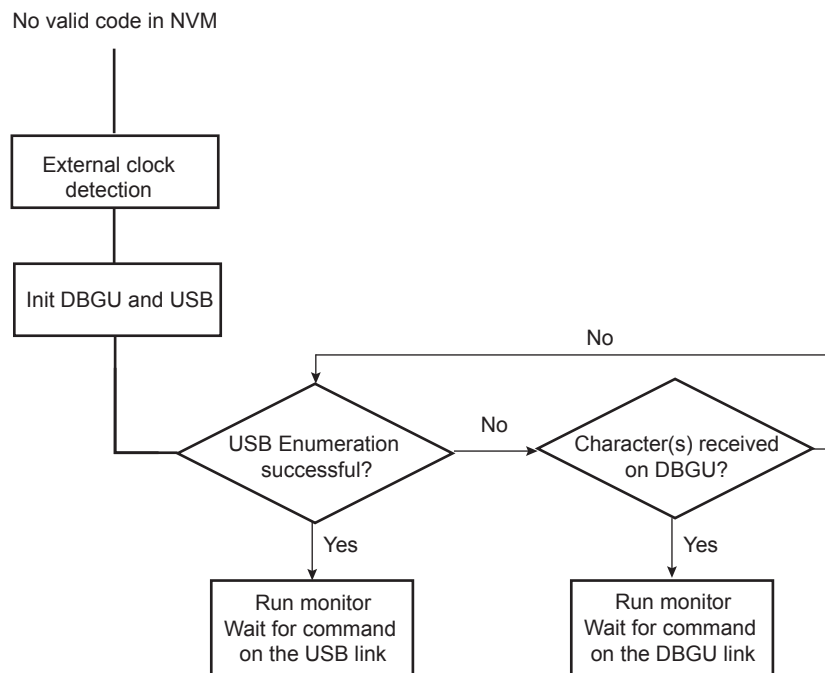 No valid code in NVM
External clock
detection
Init DBGU and USB
No
USB Enumeration
successful?
No
Character(s) received
on DBGU?
Yes
Yes
Run monitor
Wait for command
on the USB link
Run monitor
Wait for command
on the DBGU link